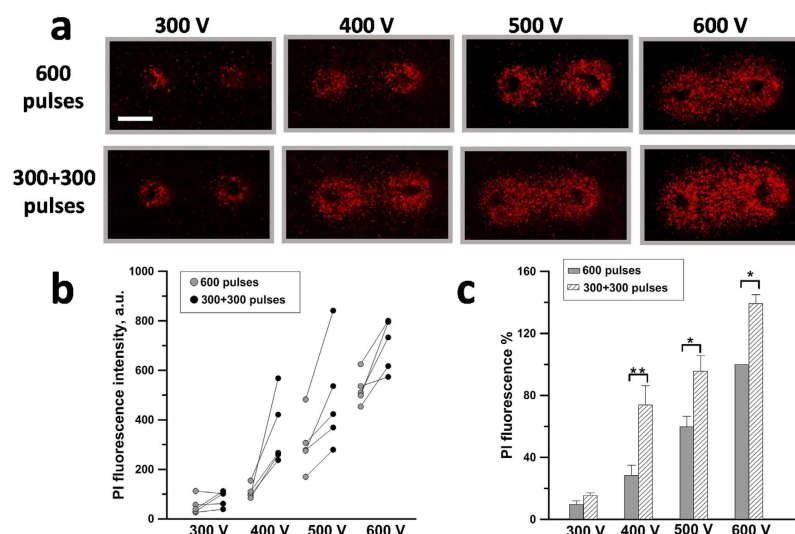 a
300 V 400 V 500 V 600 V
600
pulses
300+300
pulses
b
PI fluorescence intensity, a.u.
1000
800
600
400
200
0
600 pulses
300+300 pulses
300 V 400 V 500 V 600 V
c
PI fluorescence %
160
120
80
40
0
600 pulses
300+300 pulses
**
*
*
300 V 400 V 500 V 600 V